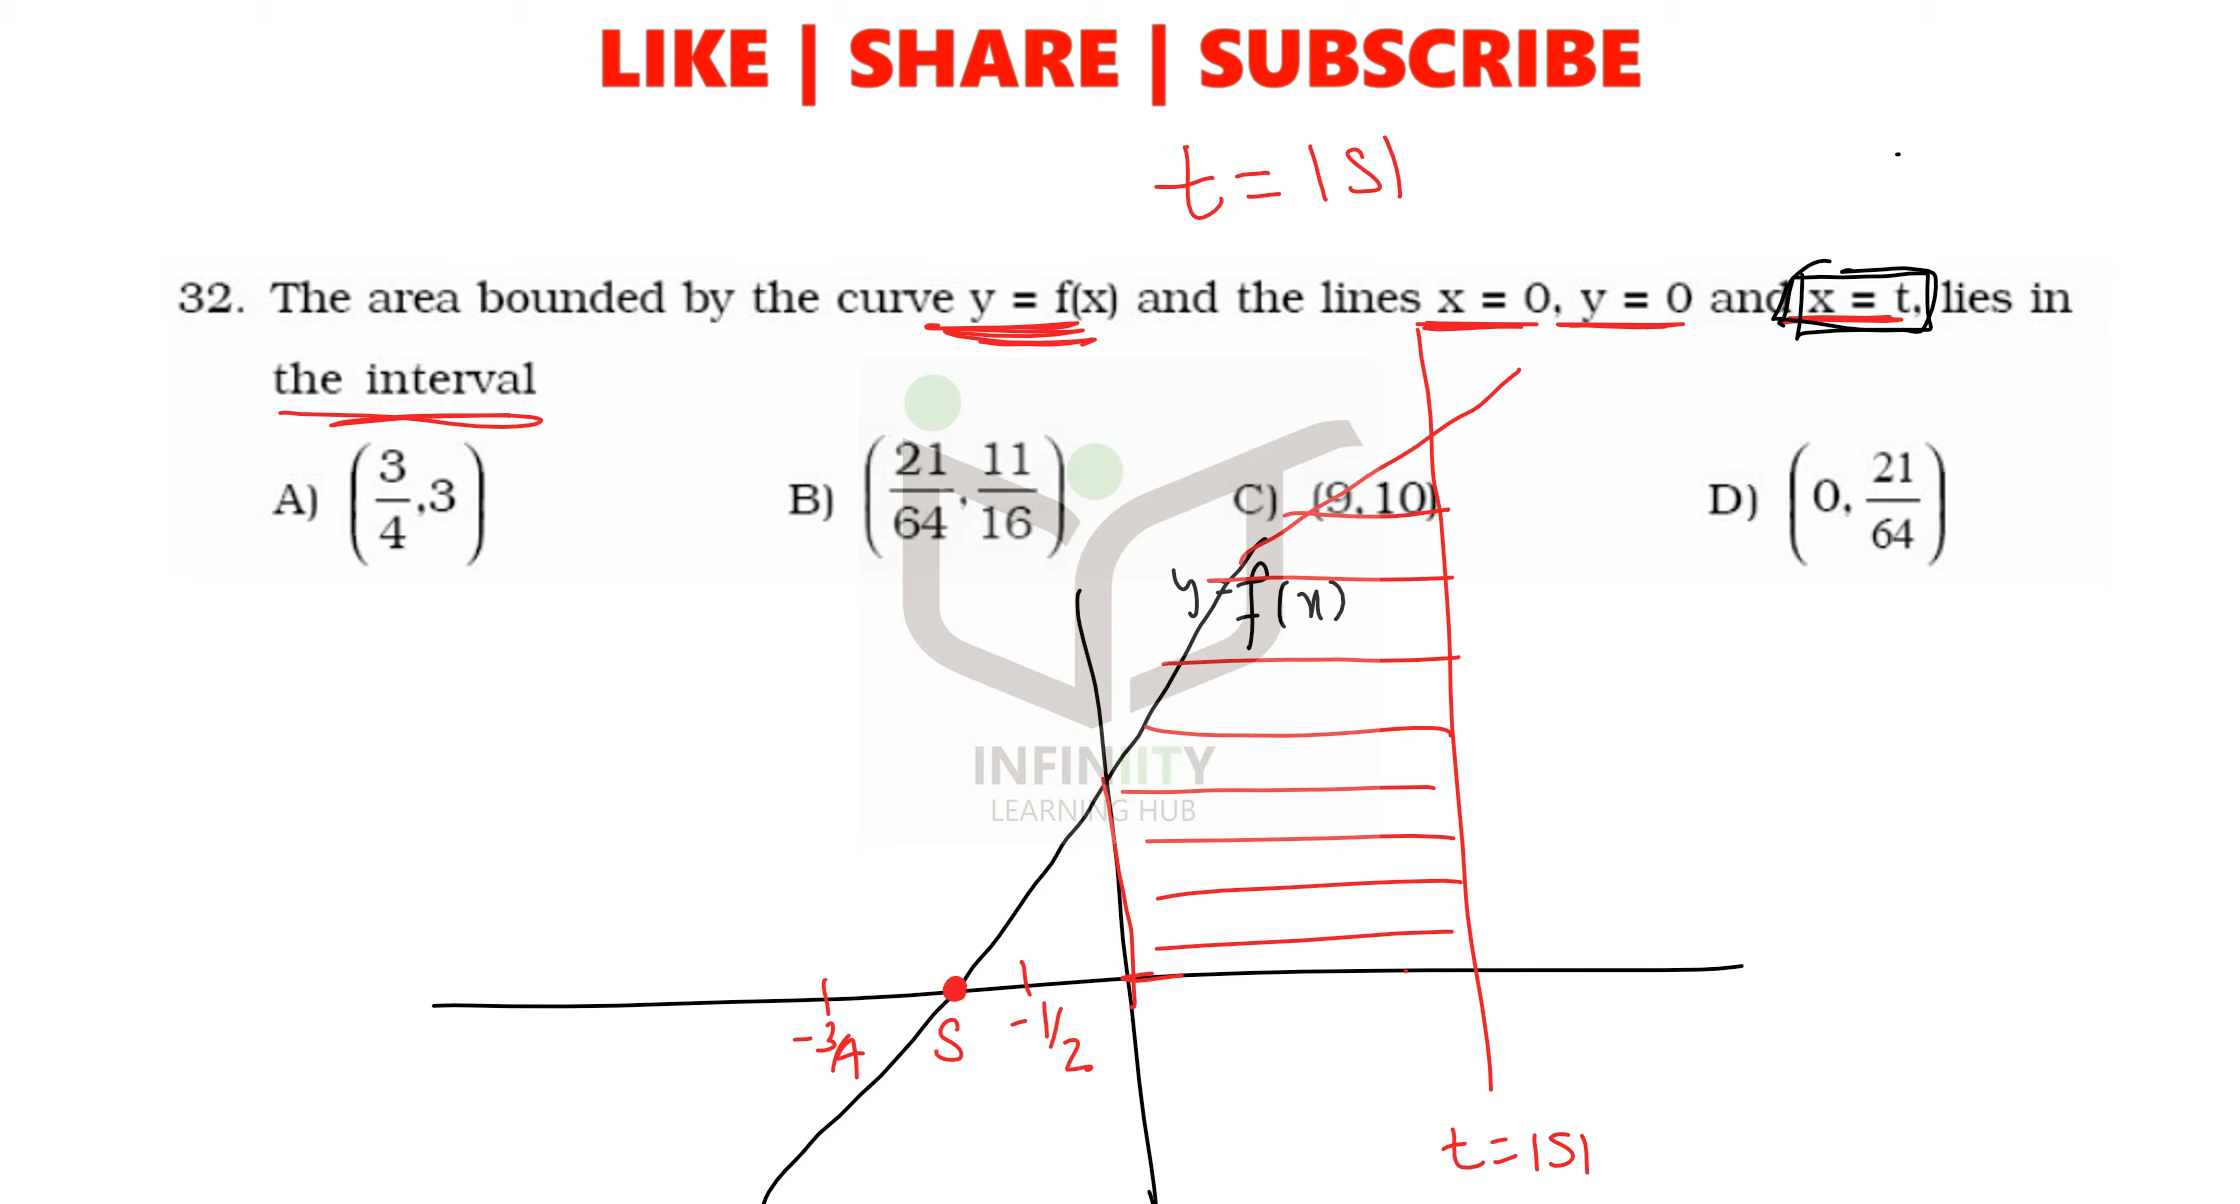 LIKE | SHARE | SUBSCRIBE
t = |S|
32. The area bounded by the curve y = f(x) and the lines x = 0, y = 0 and x = t, lies in
the interval
A) (3/4, 3) B) (21/64, 11/16) C) (9, 10) D) (0, 21/64)
y = f(x)
INFINIITY
LEARNING HUB
-3/4 S -1/2
t = |S|